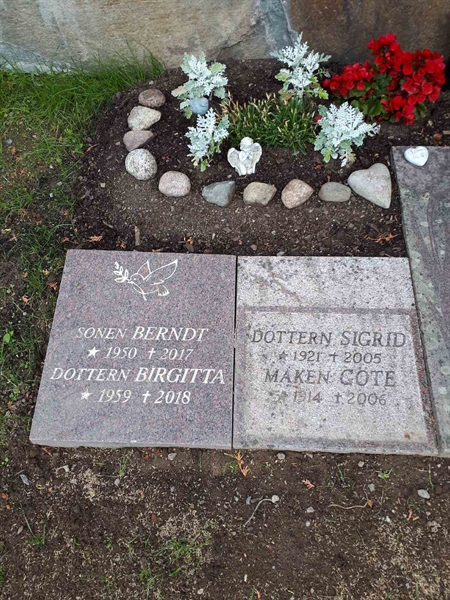 SONEN BERNDT
★ 1950 ✝ 2017
DOTTERN BIRGITTA
★ 1959 ✝ 2018
DOTTERN SIGRID
★ 1921 ✝ 2005
MAKEN GÖTE
★ 1914 ✝ 2006